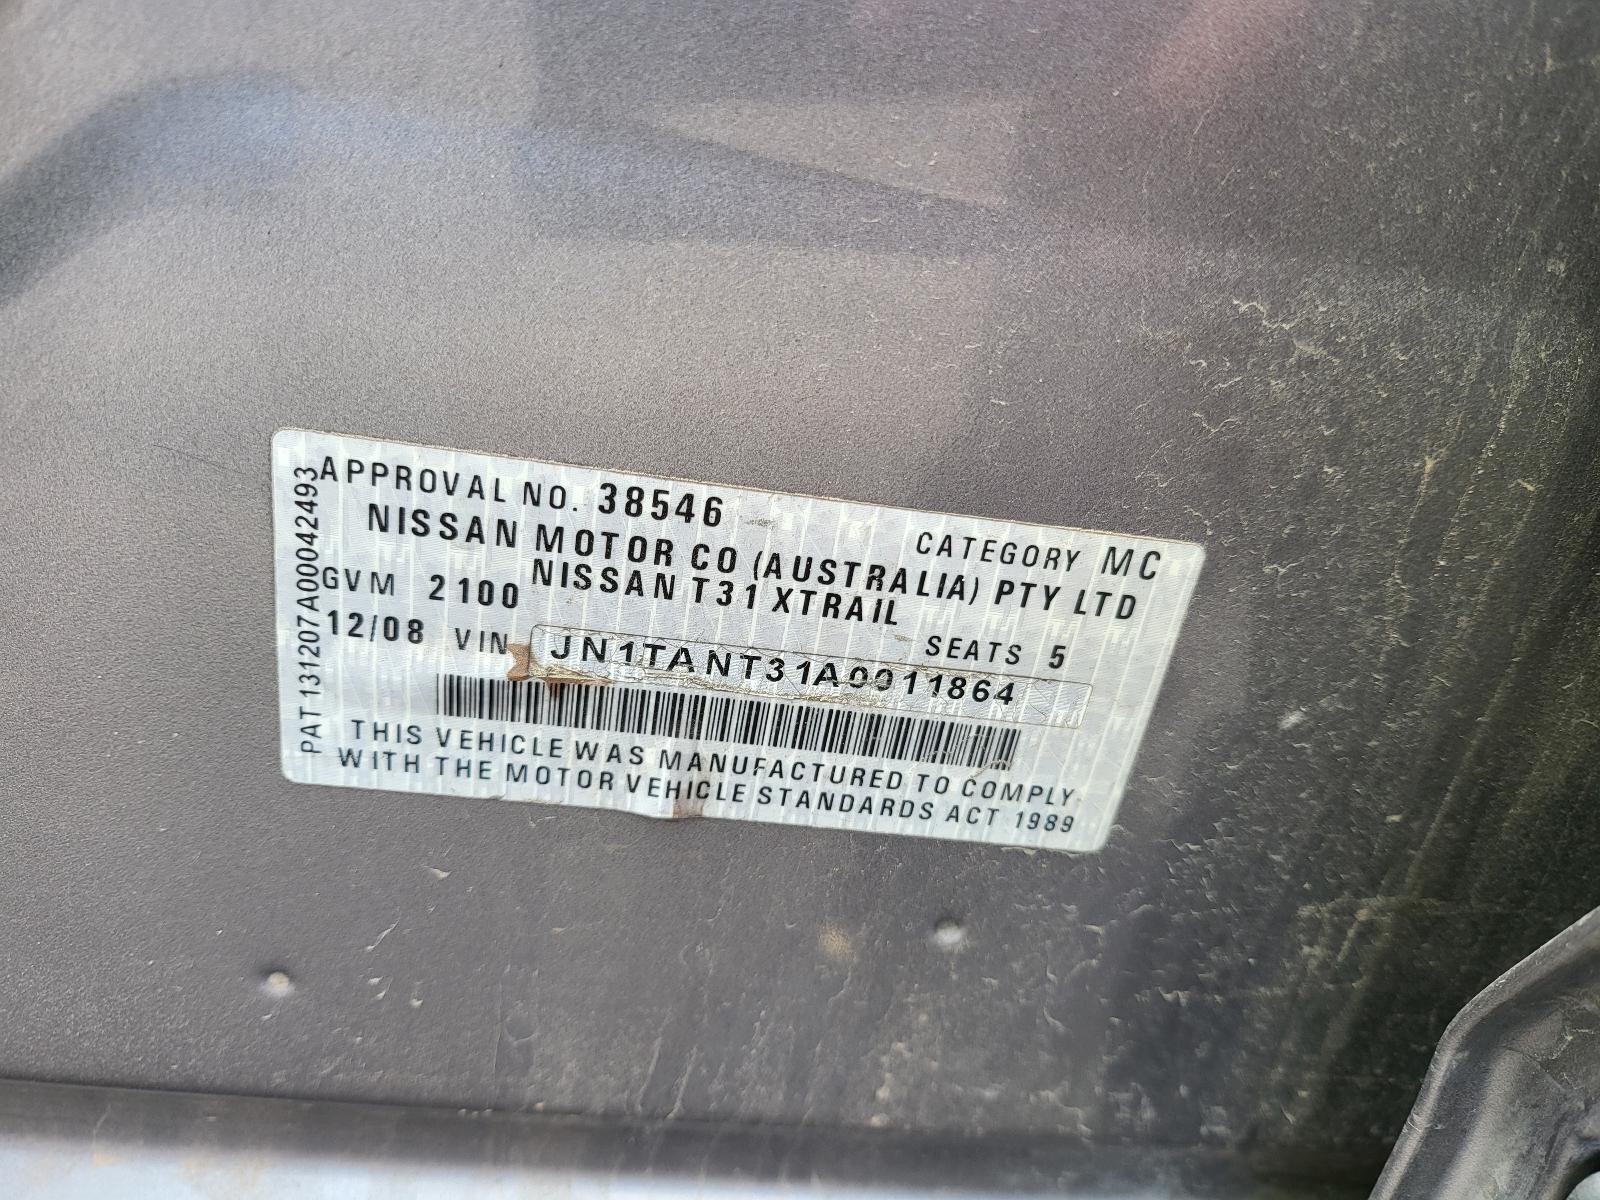 APPROVAL NO. 38546
CATEGORY MC
NISSAN MOTOR CO (AUSTRALIA) PTY LTD
NISSAN T31 XTRAIL
GVM 2100
SEATS 5
12/08 VIN JN1TANT31A0011864
THIS VEHICLE WAS MANUFACTURED TO COMPLY
WITH THE MOTOR VEHICLE STANDARDS ACT 1989
PAT 131207A00042493